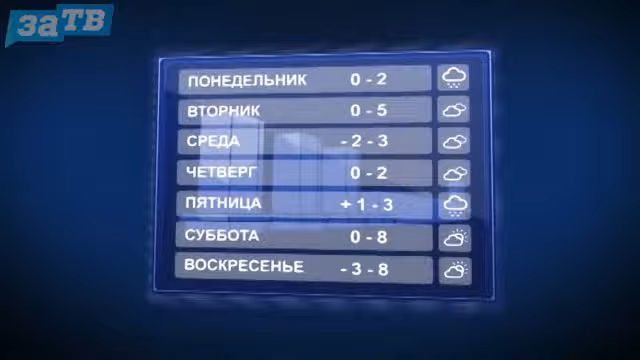 заТВ
ПОНЕДЕЛЬНИК 0 - 2
ВТОРНИК 0 - 5
СРЕДА - 2 - 3
ЧЕТВЕРГ 0 - 2
ПЯТНИЦА + 1 - 3
СУББОТА 0 - 8
ВОСКРЕСЕНЬЕ - 3 - 8